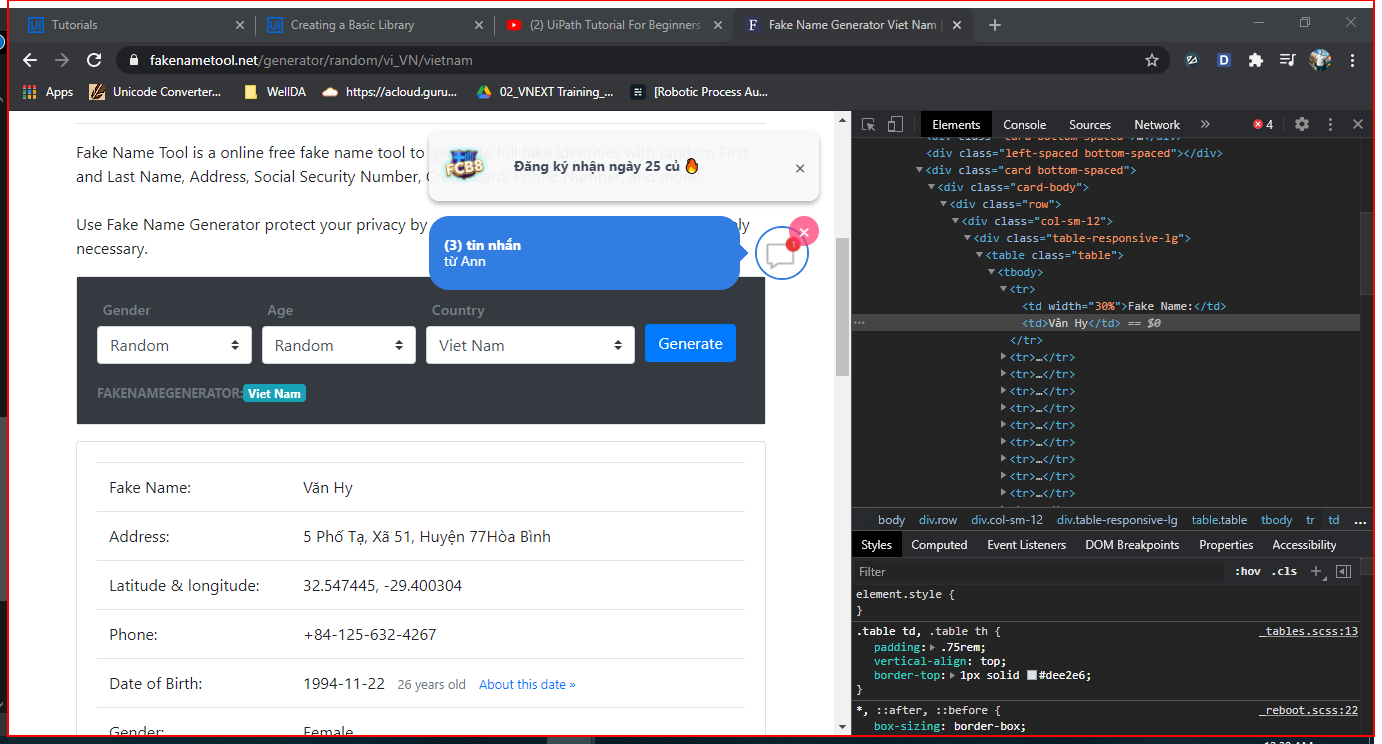 Tutorials
Creating a Basic Library
(2) UiPath Tutorial For Beginners
Fake Name Generator Viet Nam |
fakenametool.net/generator/random/vi_VN/vietnam
Apps
Unicode Converter...
WellDA
https://acloud.guru...
02_VNEXT Training_...
[Robotic Process Au...
Fake Name Tool is a online free fake name tool to
and Last Name, Address, Social Security Number,
Đăng ký nhận ngày 25 củ
Use Fake Name Generator protect your privacy by
necessary.
(3) tin nhắn
từ Ann
1
Gender
Age
Country
Random
Random
Viet Nam
Generate
FAKENAMEGENERATOR:
Viet Nam
Fake Name:
Văn Hy
Address:
5 Phố Tạ, Xã 51, Huyện 77Hòa Bình
Latitude & longitude:
32.547445, -29.400304
Phone:
+84-125-632-4267
Date of Birth:
1994-11-22 26 years old About this date »
Gender:
Female
Elements
Console
Sources
Network
»
4
<div class="left-spaced bottom-spaced"></div>
<div class="card bottom-spaced">
<div class="card-body">
<div class="row">
<div class="col-sm-12">
<div class="table-responsive-lg">
<table class="table">
<tbody>
<tr>
<td width="30%">Fake Name:</td>
<td>Văn Hy</td> == $0
</tr>
<tr>…</tr>
<tr>…</tr>
<tr>…</tr>
<tr>…</tr>
<tr>…</tr>
<tr>…</tr>
<tr>…</tr>
<tr>…</tr>
<tr>…</tr>
body div.row div.col-sm-12 div.table-responsive-lg table.table tbody tr td ...
Styles
Computed
Event Listeners
DOM Breakpoints
Properties
Accessibility
Filter
:hov .cls +
element.style {
}
.table td, .table th {
_tables.scss:13
padding: .75rem;
vertical-align: top;
border-top: 1px solid #dee2e6;
}
*, ::after, ::before {
_reboot.scss:22
box-sizing: border-box;